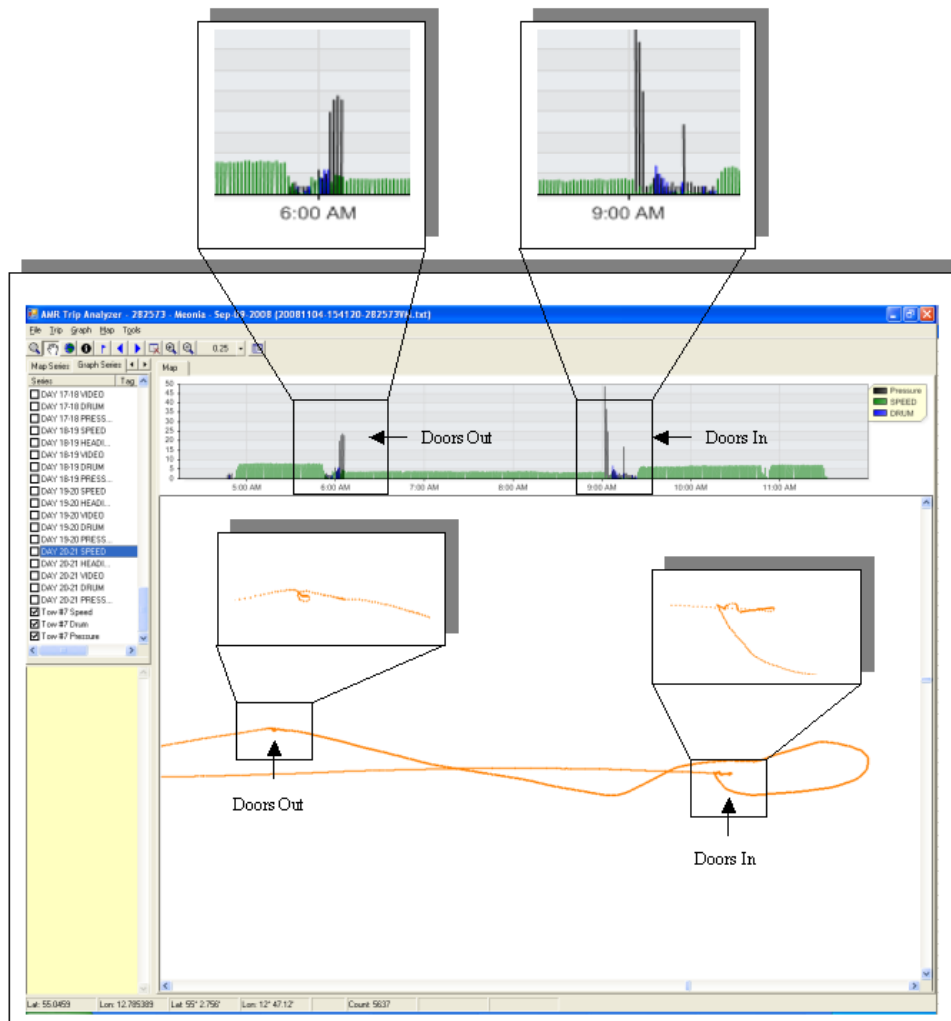 6:00 AM
9:00 AM
AMR Trip Analyzer - 282573 - Meonia - Sep-09-2008 (20081104-154120-282573W.txt)
File Trip Graph Map Tools
0.25
Map Series Graph Series
Map
Series Tag
DAY 17-18 VIDEO
DAY 17-18 DRUM
DAY 17-18 PRESS...
DAY 18-19 SPEED
DAY 18-19 HEADI...
DAY 18-19 VIDEO
DAY 18-19 DRUM
DAY 18-19 PRESS...
DAY 19-20 SPEED
DAY 19-20 HEADI...
DAY 19-20 VIDEO
DAY 19-20 DRUM
DAY 19-20 PRESS...
DAY 20-21 SPEED
DAY 20-21 HEADI...
DAY 20-21 VIDEO
DAY 20-21 DRUM
DAY 20-21 PRESS...
Tow #7 Speed
Tow #7 Drum
Tow #7 Pressure
50
45
40
35
30
25
20
15
10
5
0
5:00 AM 6:00 AM 7:00 AM 8:00 AM 9:00 AM 10:00 AM 11:00 AM
Doors Out
Doors In
Pressure
SPEED
DRUM
Doors Out
Doors In
Lat: 55.0459 Lon: 12.785389 Lat: 55° 2.756' Lon: 12° 47.12' Count: 5637